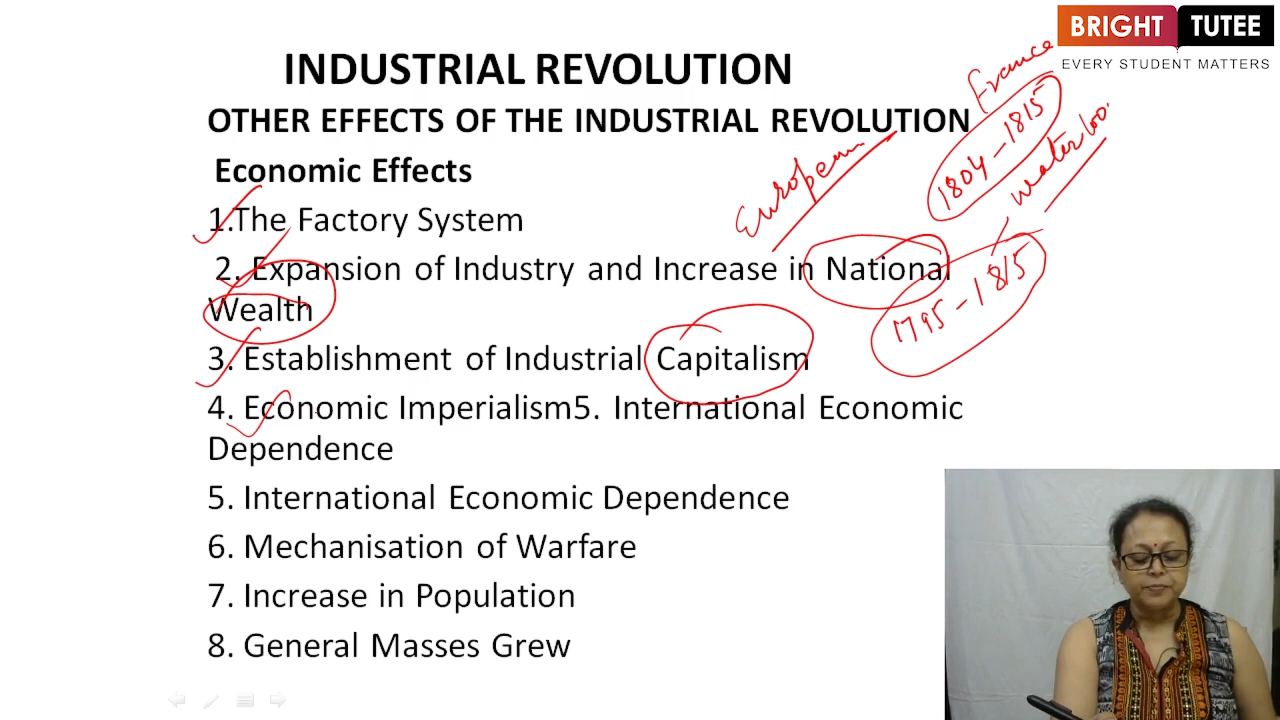 BRIGHT TUTEE
EVERY STUDENT MATTERS
INDUSTRIAL REVOLUTION
OTHER EFFECTS OF THE INDUSTRIAL REVOLUTION
Economic Effects
1.The Factory System
2. Expansion of Industry and Increase in National
Wealth
3. Establishment of Industrial Capitalism
4. Economic Imperialism5. International Economic
Dependence
5. International Economic Dependence
6. Mechanisation of Warfare
7. Increase in Population
8. General Masses Grew
European
France
1804-1815
waterloo
1795-1815